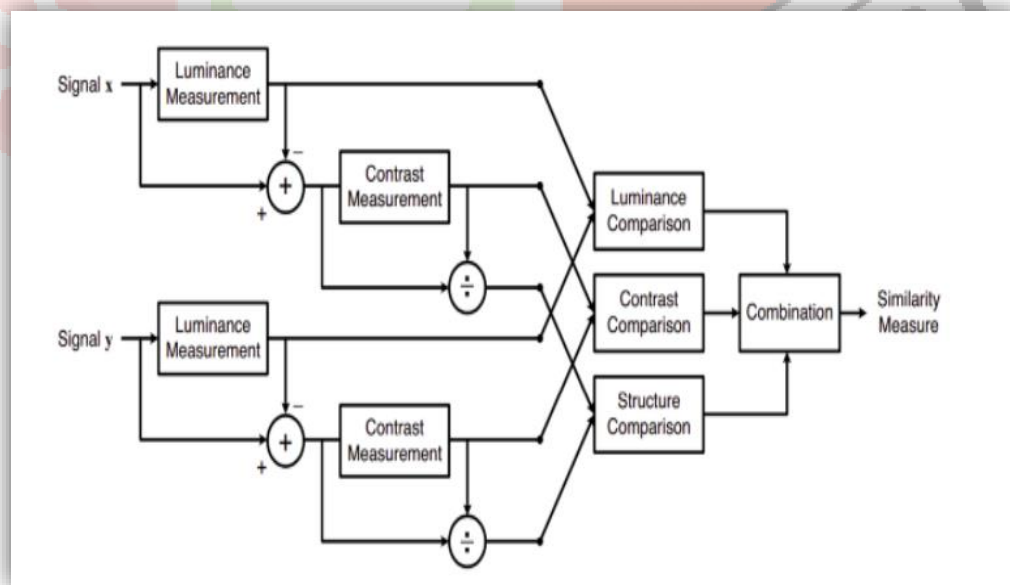 Signal x
Luminance
Measurement
−
+
+
Contrast
Measurement
÷
Signal y
Luminance
Measurement
−
+
+
Contrast
Measurement
÷
Luminance
Comparison
Contrast
Comparison
Structure
Comparison
Combination
Similarity
Measure